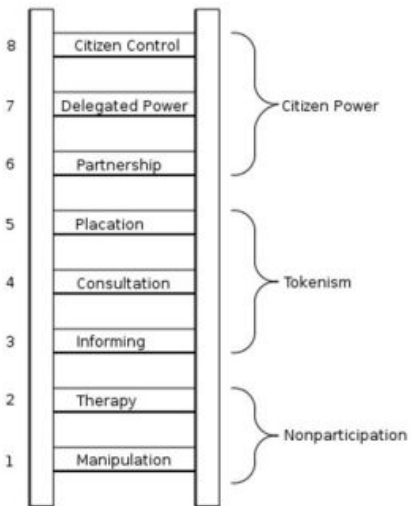 8 Citizen Control
7 Delegated Power
Citizen Power
6 Partnership
5 Placation
4 Consultation
Tokenism
3 Informing
2 Therapy
Nonparticipation
1 Manipulation